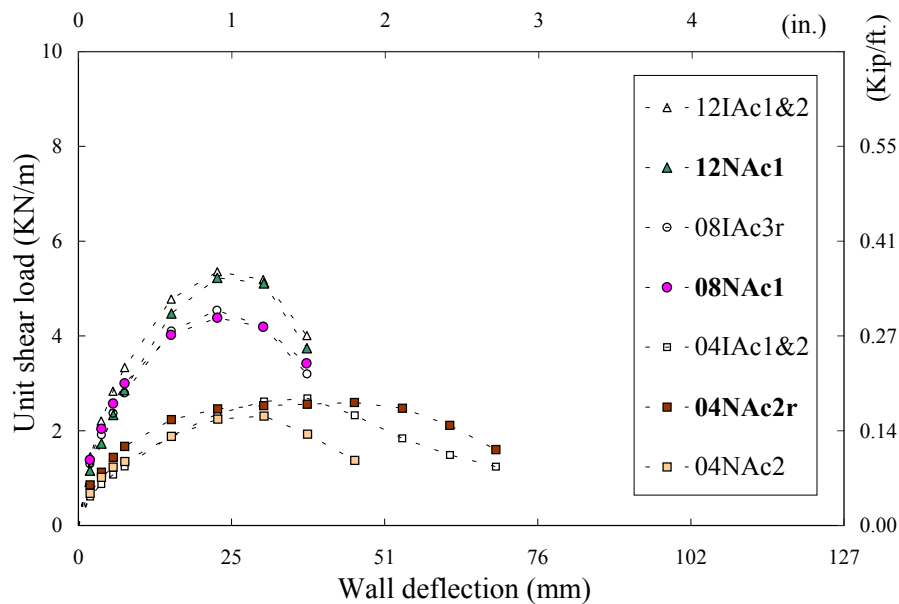 0 1 2 3 4 (in.)
10
8
6
4
2
0
Unit shear load (KN/m)
12IAc1&2
12NAc1
08IAc3r
08NAc1
04IAc1&2
04NAc2r
04NAc2
(Kip/ft.)
0.55
0.41
0.27
0.14
0.00
0 25 51 76 102 127
Wall deflection (mm)